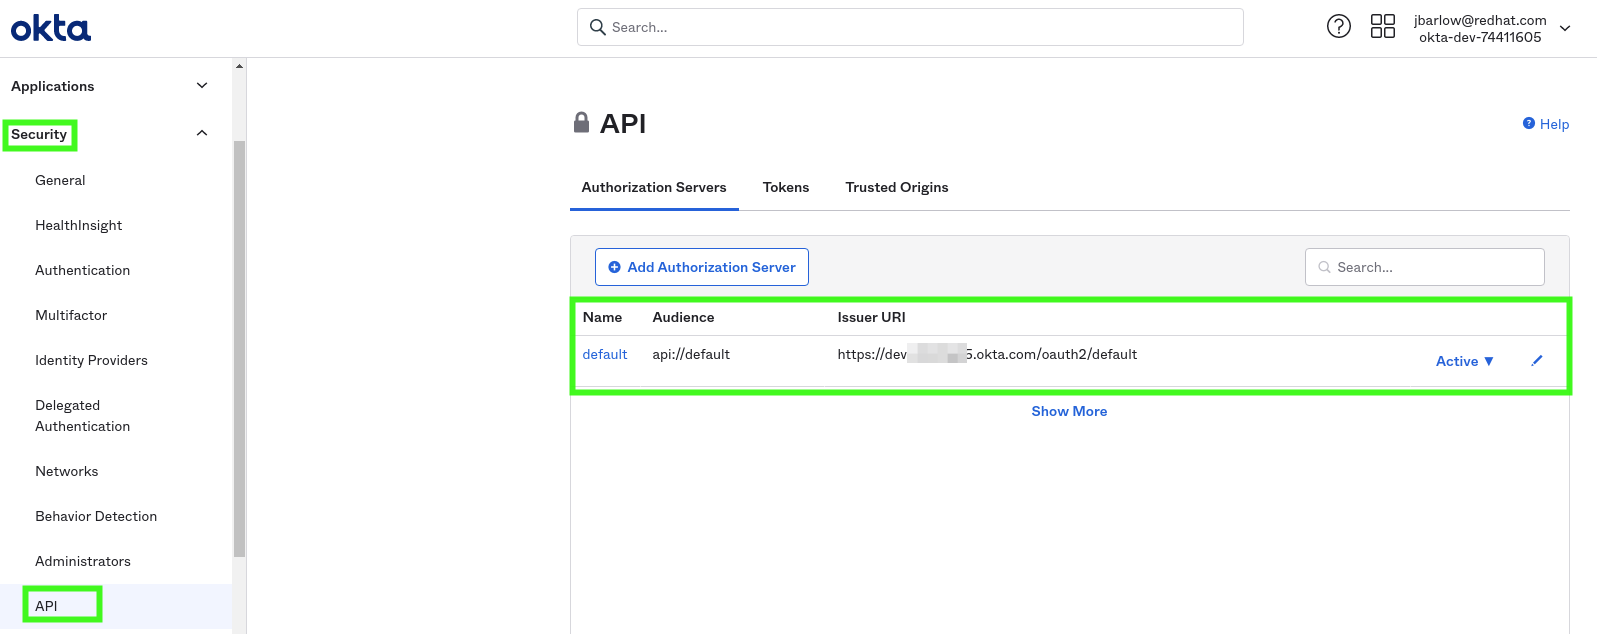 okta
Search...
jbarlow@redhat.com
okta-dev-74411605
Applications
Security
General
HealthInsight
Authentication
Multifactor
Identity Providers
Delegated
Authentication
Networks
Behavior Detection
Administrators
API
API
Help
Authorization Servers Tokens Trusted Origins
Add Authorization Server
Search...
Name Audience Issuer URI
default api://default https://dev 5.okta.com/oauth2/default Active ▼
Show More